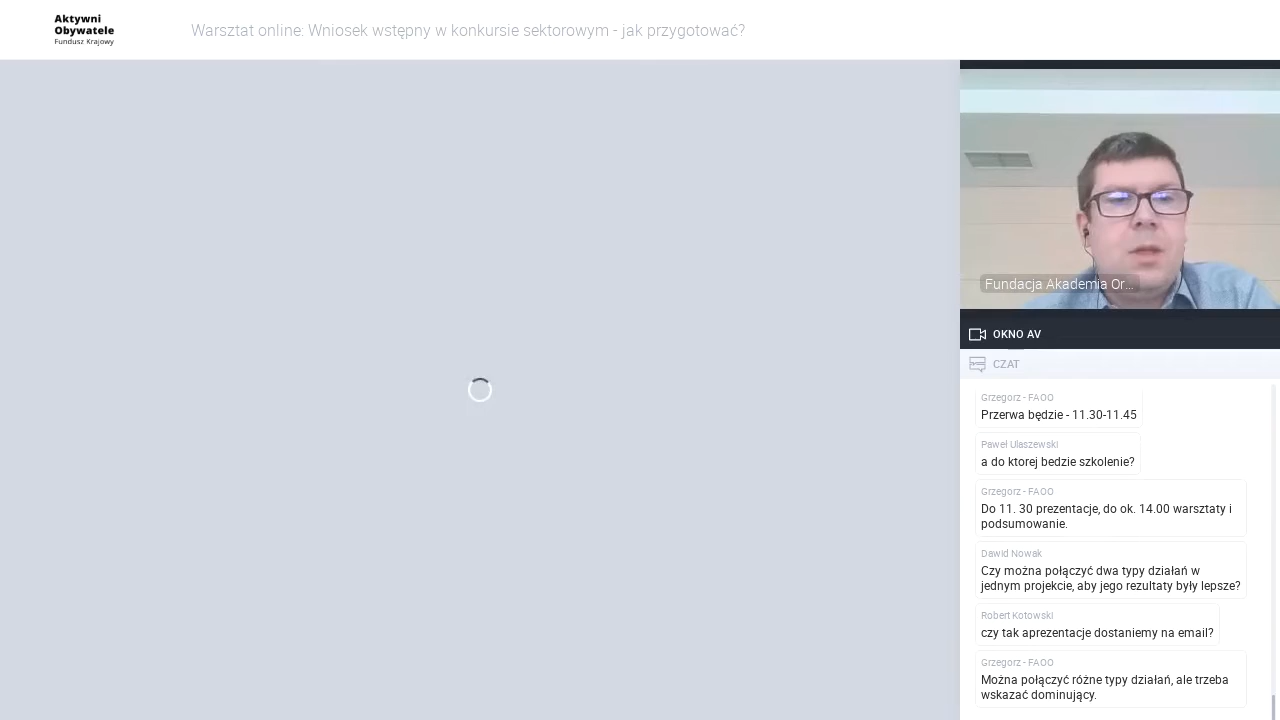 Aktywni
Obywatele
Fundusz Krajowy
Warsztat online: Wniosek wstępny w konkursie sektorowym - jak przygotować?
Fundacja Akademia Or...
OKNO AV
CZAT
Grzegorz - FAOO
Przerwa będzie - 11.30-11.45
Paweł Ulaszewski
a do ktorej bedzie szkolenie?
Grzegorz - FAOO
Do 11. 30 prezentacje, do ok. 14.00 warsztaty i
podsumowanie.
Dawid Nowak
Czy można połączyć dwa typy działań w
jednym projekcie, aby jego rezultaty były lepsze?
Robert Kotowski
czy tak aprezentacje dostaniemy na email?
Grzegorz - FAOO
Można połączyć różne typy działań, ale trzeba
wskazać dominujący.